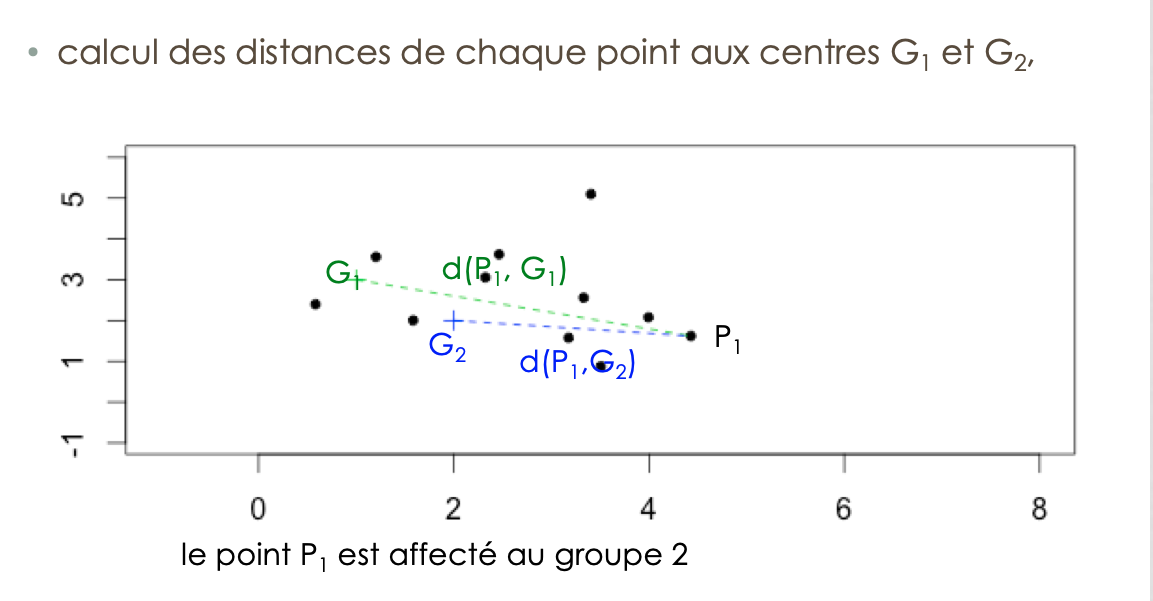 • calcul des distances de chaque point aux centres G₁ et G₂,
5
3
1
-1
G₁
d(P₁, G₁)
G₂
d(P₁,G₂)
P₁
0 2 4 6 8
le point P₁ est affecté au groupe 2